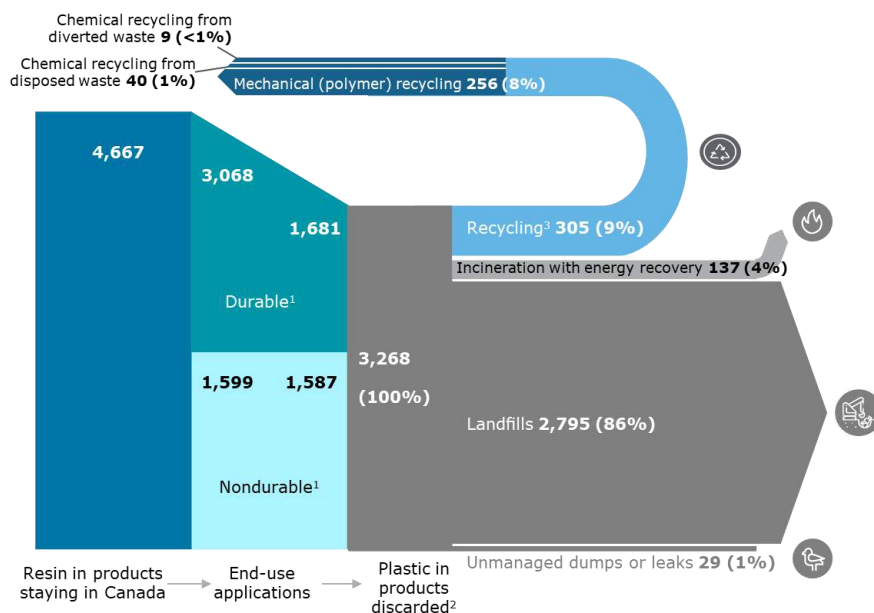 Chemical recycling from
diverted waste 9 (<1%)
Chemical recycling from
disposed waste 40 (1%)
Mechanical (polymer) recycling 256 (8%)
4,667
3,068
1,681
Durable¹
1,599
1,587
Nondurable¹
3,268
(100%)
Recycling³ 305 (9%)
Incineration with energy recovery 137 (4%)
Landfills 2,795 (86%)
Unmanaged dumps or leaks 29 (1%)
Resin in products
staying in Canada
End-use
applications
Plastic in
products
discarded²